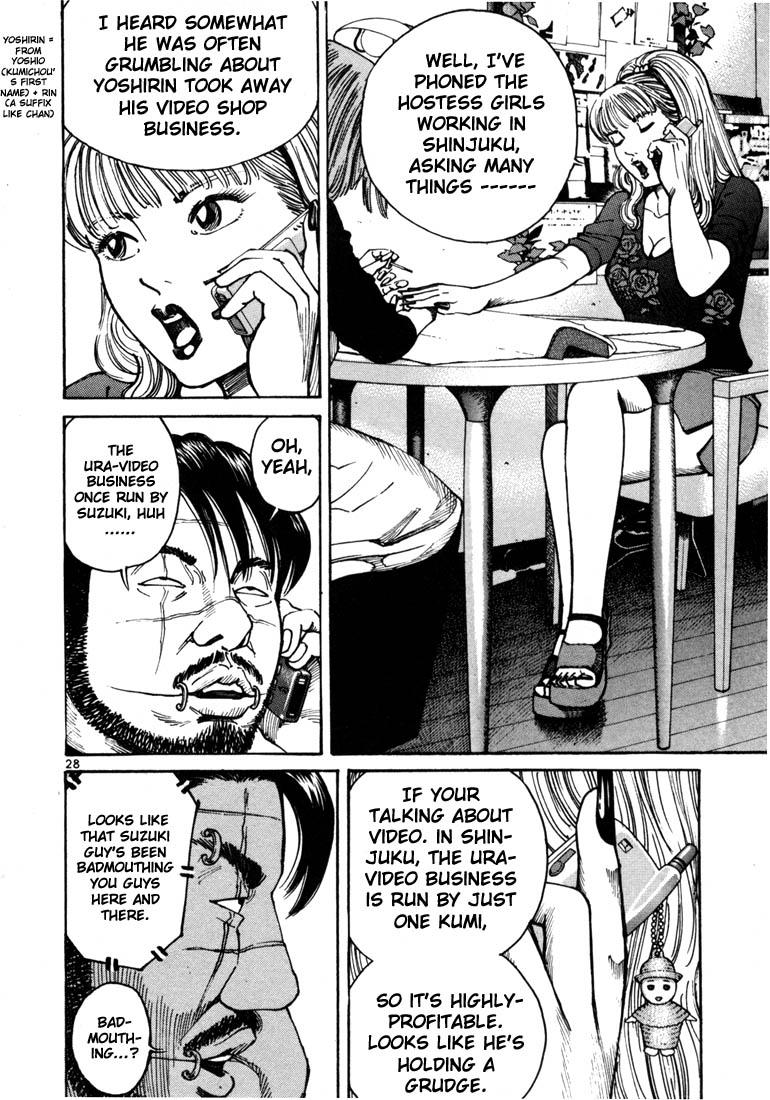 WELL, I'VE
PHONED THE
HOSTESS GIRLS
WORKING IN
SHINJUKU,
ASKING MANY
THINGS ------
I HEARD SOMEWHAT
HE WAS OFTEN
GRUMBLING ABOUT
YOSHIRIN TOOK AWAY
HIS VIDEO SHOP
BUSINESS.
YOSHIRIN =
FROM
YOSHIO
(KUMICHOU'
S FIRST
NAME) + RIN
(A SUFFIX
LIKE CHAN)
OH,
YEAH,
THE
URA-VIDEO
BUSINESS
ONCE RUN BY
SUZUKI, HUH
......
28
IF YOUR
TALKING ABOUT
VIDEO. IN SHIN-
JUKU, THE URA-
VIDEO BUSINESS
IS RUN BY JUST
ONE KUMI,
SO IT'S HIGHLY-
PROFITABLE.
LOOKS LIKE HE'S
HOLDING A
GRUDGE.
LOOKS LIKE
THAT SUZUKI
GUY'S BEEN
BADMOUTHING
YOU GUYS
HERE AND
THERE.
BAD-
MOUTH-
ING...?